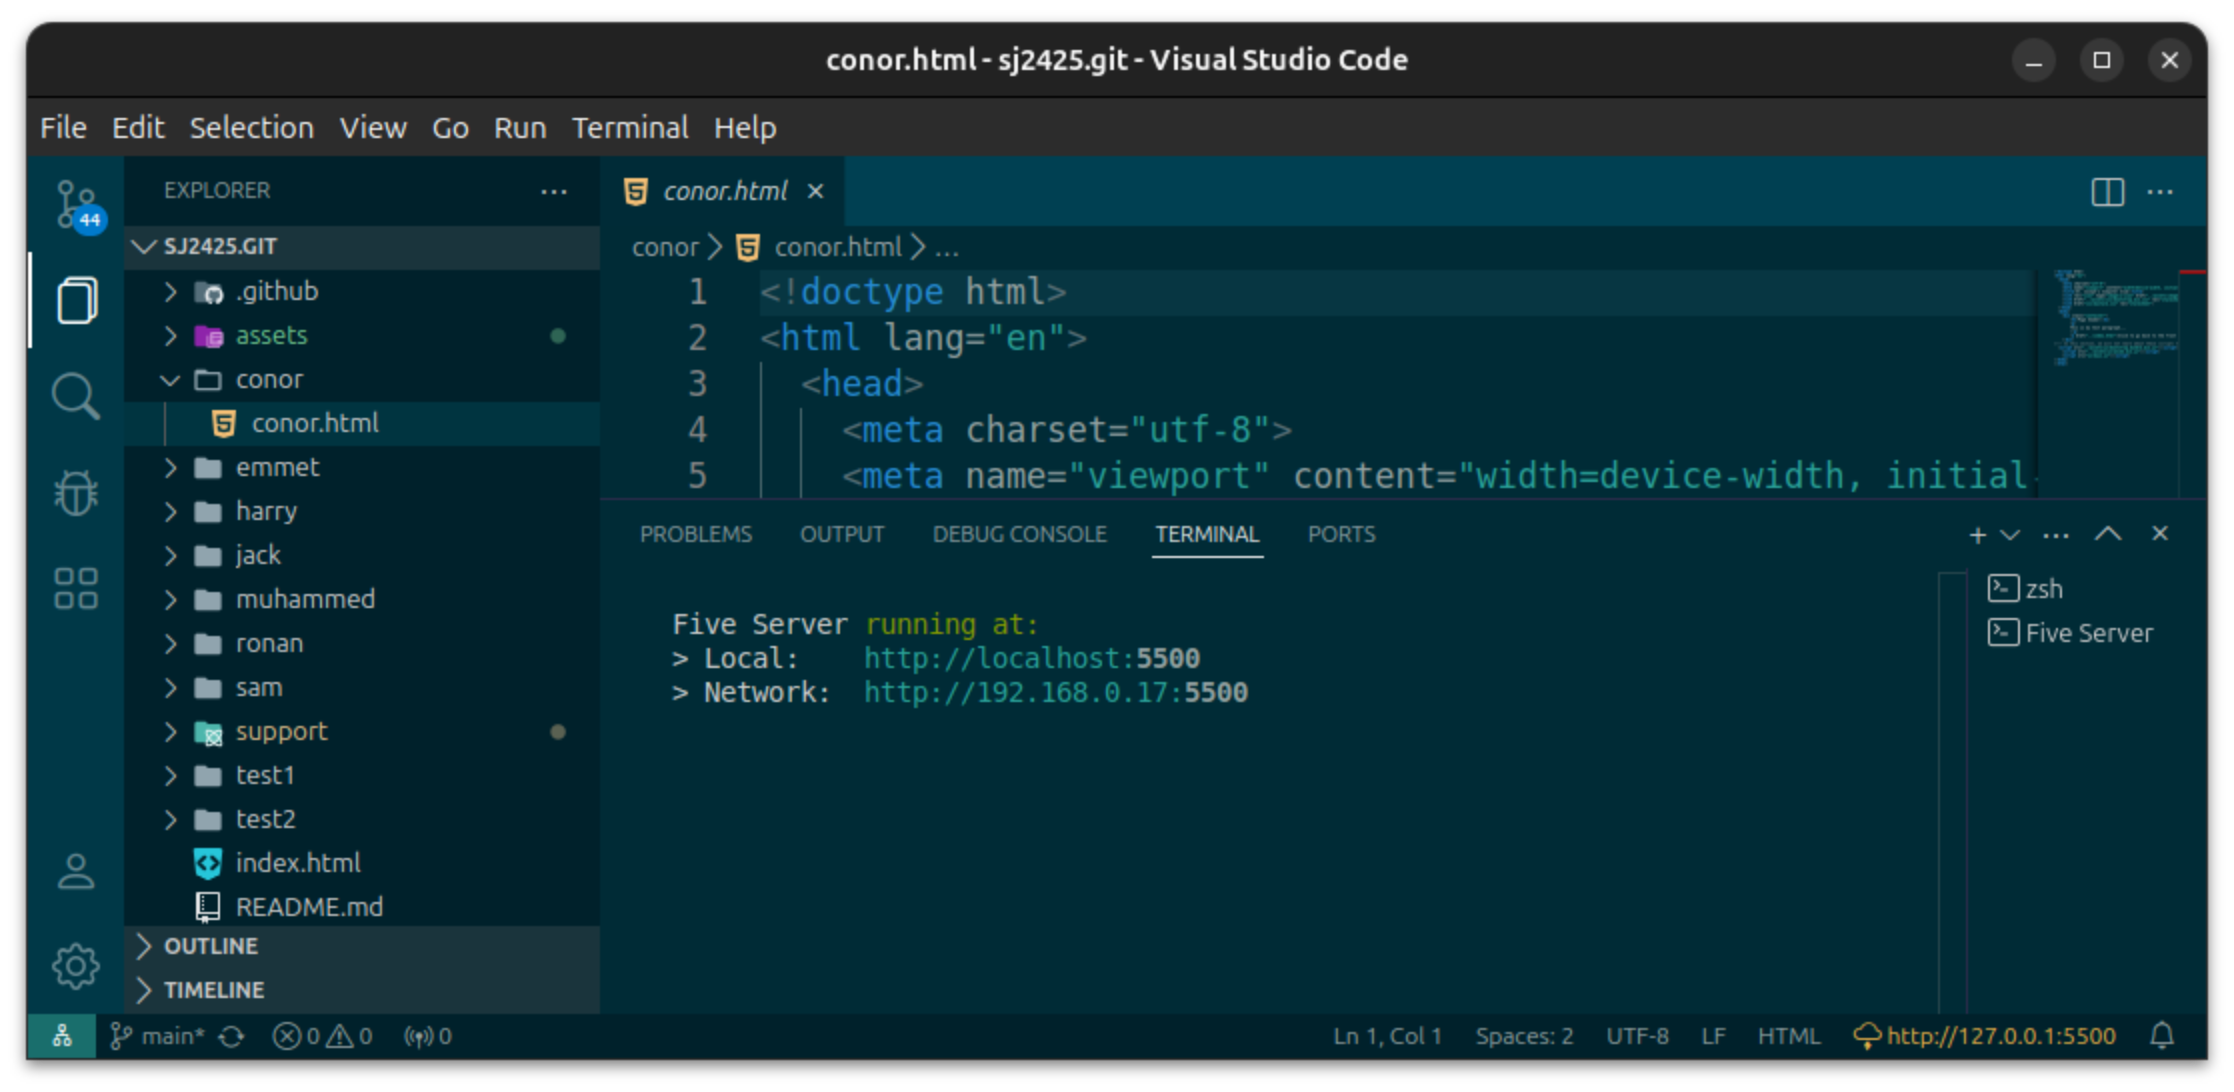 conor.html - sj2425.git - Visual Studio Code
File Edit Selection View Go Run Terminal Help
44
EXPLORER
SJ2425.GIT
.github
assets
conor
conor.html
emmet
harry
jack
muhammed
ronan
sam
support
test1
test2
index.html
README.md
OUTLINE
TIMELINE
conor.html
conor > conor.html > ...
1 <!doctype html>
2 <html lang="en">
3 <head>
4 <meta charset="utf-8">
5 <meta name="viewport" content="width=device-width, initial-
PROBLEMS OUTPUT DEBUG CONSOLE TERMINAL PORTS
Five Server running at:
> Local: http://localhost:5500
> Network: http://192.168.0.17:5500
zsh
Five Server
main* 0 0 0 Ln 1, Col 1 Spaces: 2 UTF-8 LF HTML http://127.0.0.1:5500